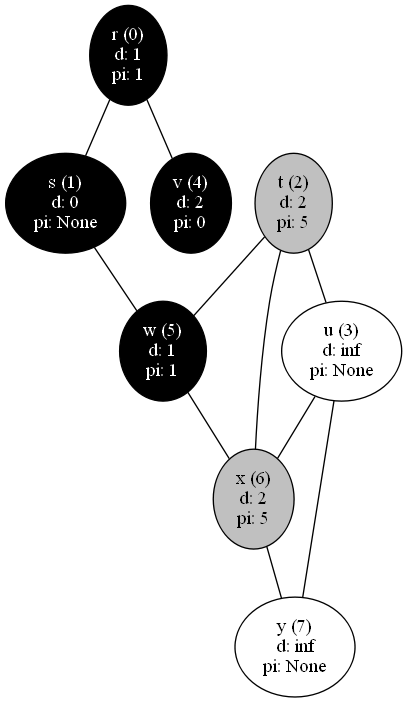 r (0)
d: 1
pi: 1
s (1)
d: 0
pi: None
v (4)
d: 2
pi: 0
t (2)
d: 2
pi: 5
w (5)
d: 1
pi: 1
u (3)
d: inf
pi: None
x (6)
d: 2
pi: 5
y (7)
d: inf
pi: None